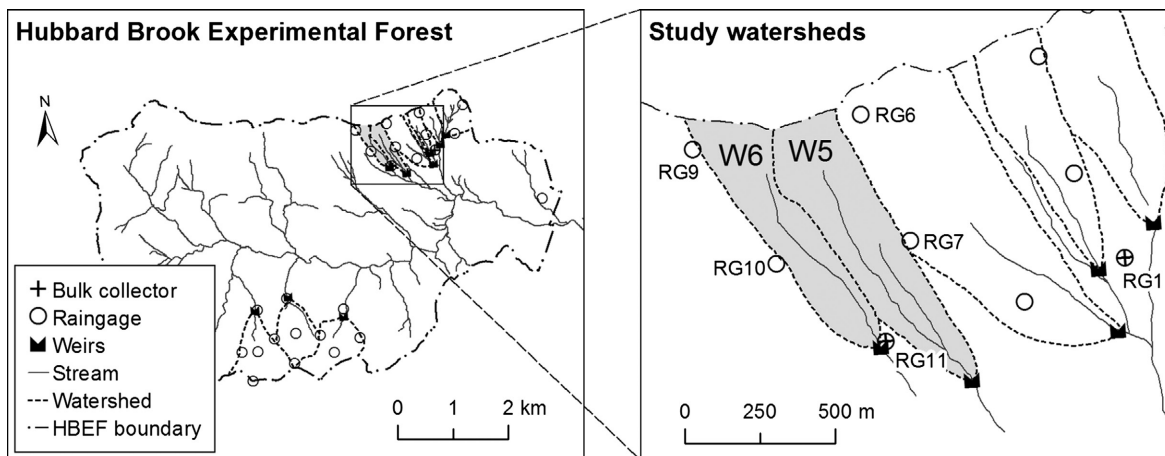 Hubbard Brook Experimental Forest
N
Bulk collector
Raingage
Weirs
Stream
Watershed
HBEF boundary
0 1 2 km
Study watersheds
RG6
W6 W5
RG9
RG7
RG10
RG1
RG11
0 250 500 m